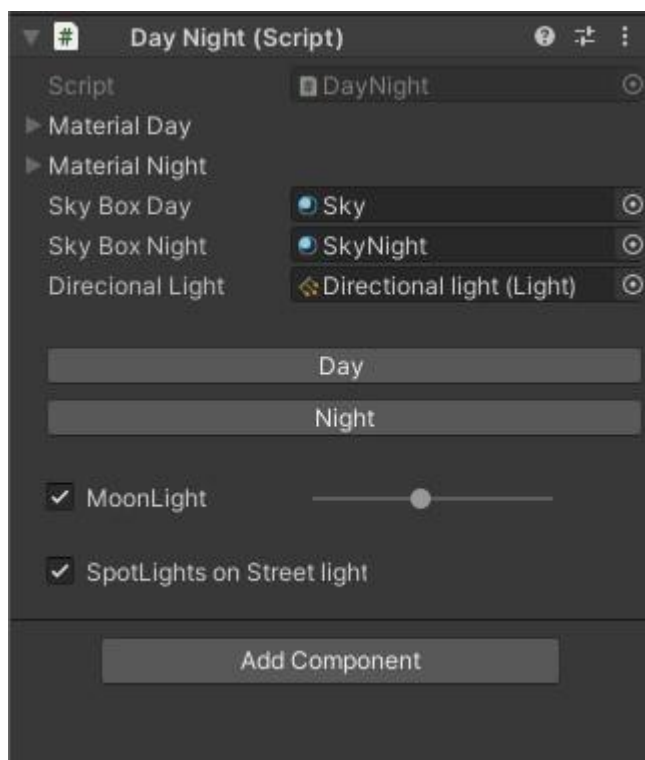 # Day Night (Script)
Script DayNight
Material Day
Material Night
Sky Box Day Sky
Sky Box Night SkyNight
Direcional Light Directional light (Light)
Day
Night
MoonLight
SpotLights on Street light
Add Component